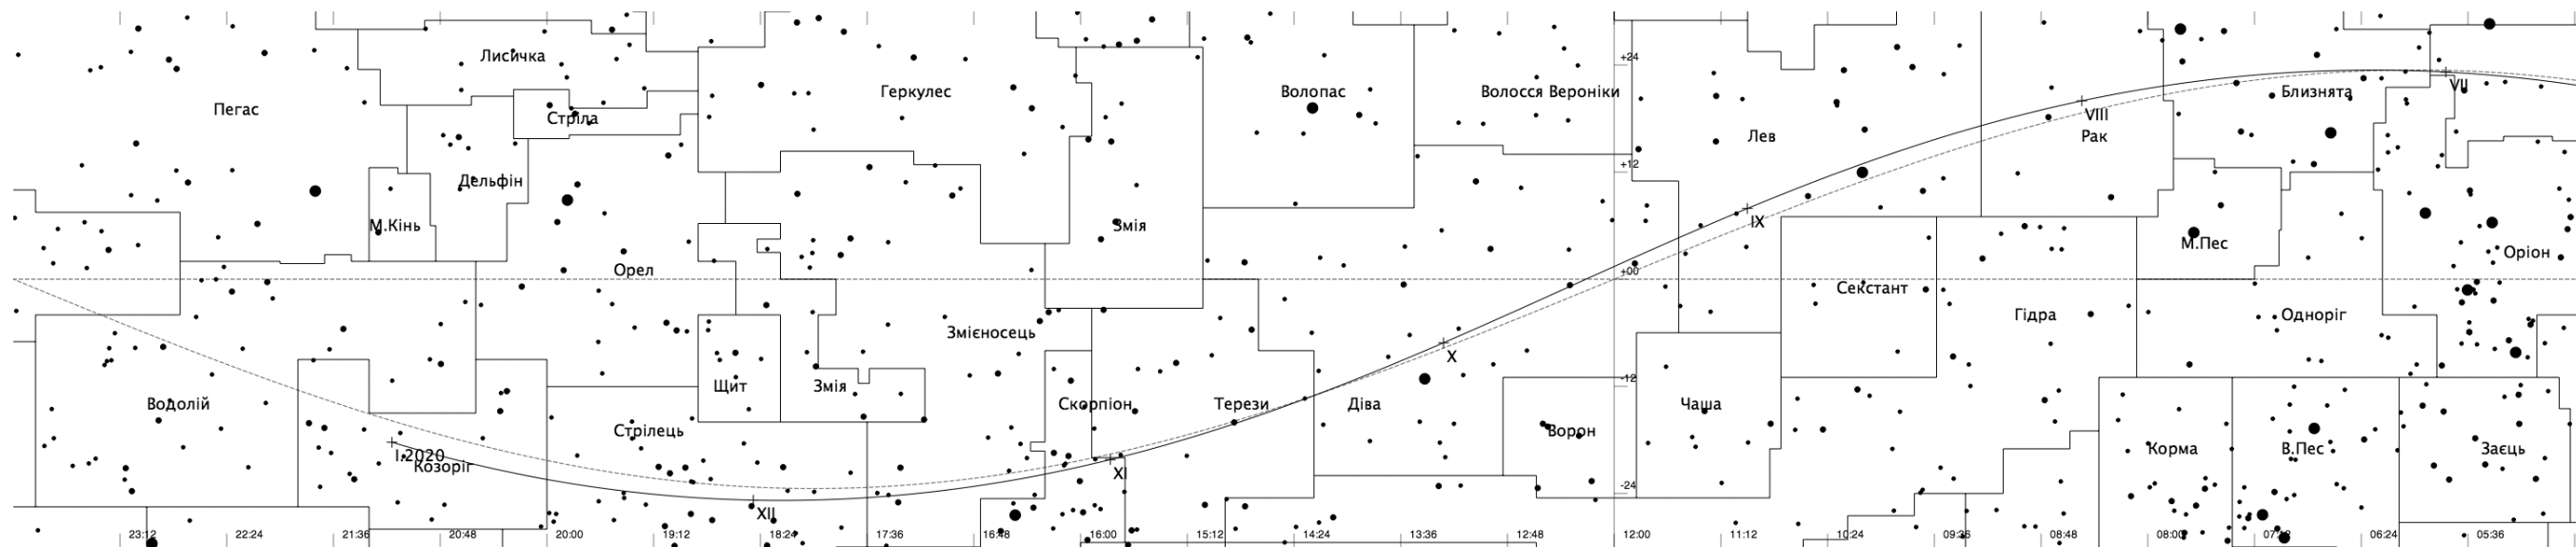 Лисичка
+24
VII
Пегас
Геркулес
Волопас
Волосся Вероніки
Близнята
Стріла
VIII
Лев
Рак
+12
Дельфін
М.Кінь
Змія
IX
М.Пес
Оріон
Орел
+00
Секстант
Змієносець
Гідра
Одноріг
X
Щит
Змія
-12
Водолій
Скорпіон
Терези
Діва
Чаша
Стрілець
Ворон
I.2020
Козоріг
Корма
В.Пес
Заєць
XI
-24
XII
23:12 22:24 21:36 20:48 20:00 19:12 18:24 17:36 16:48 16:00 15:12 14:24 13:36 12:48 12:00 11:12 10:24 09:36 08:48 08:00 07:12 06:24 05:36